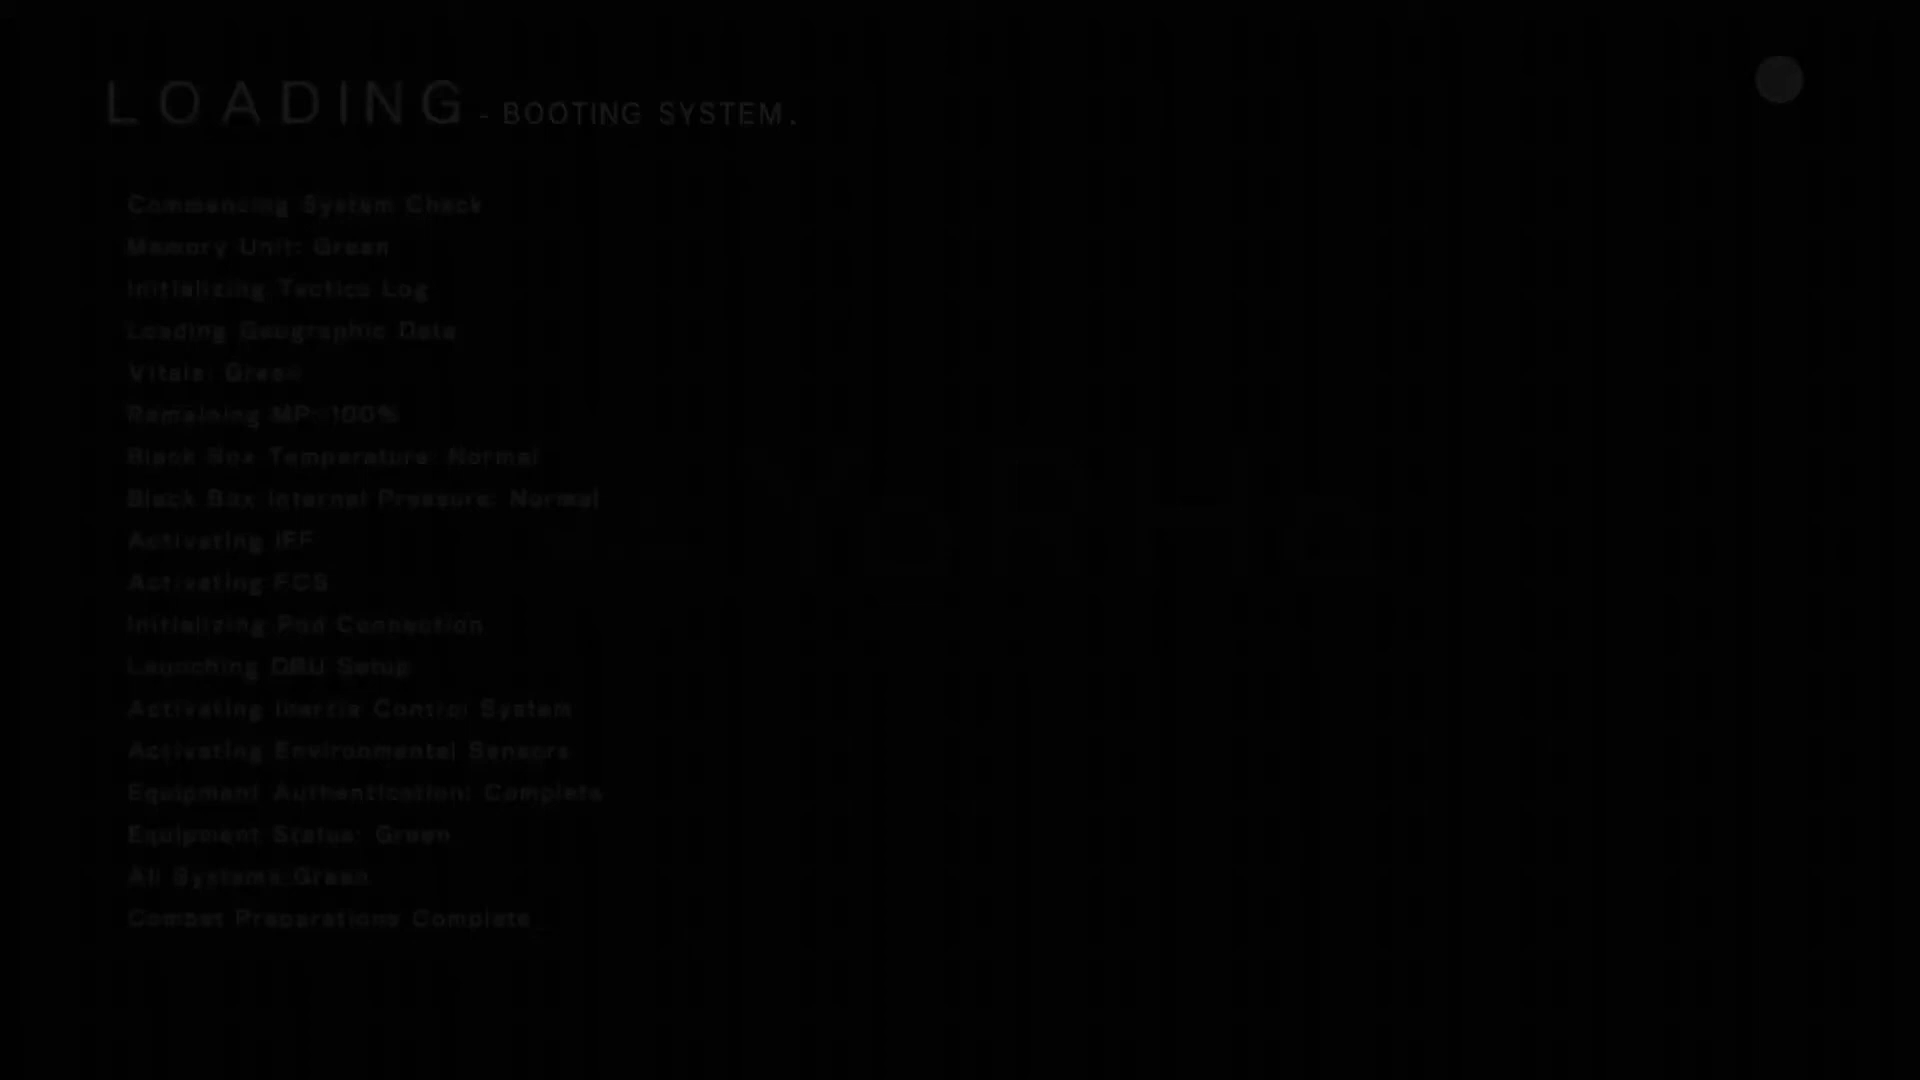 LOADING - BOOTING SYSTEM.
Commencing System Check
Memory Unit: Green
Initializing Tactics Log
Loading Geographic Data
Vitals: Green
Remaining MP: 100%
Black Box Temperature: Normal
Black Box Internal Pressure: Normal
Activating IFF
Activating FCS
Initializing Pod Connection
Launching DBU Setup
Activating Inertia Control System
Activating Environmental Sensors
Equipment Authentication: Complete
Equipment Status: Green
All Systems Green
Combat Preparations Complete